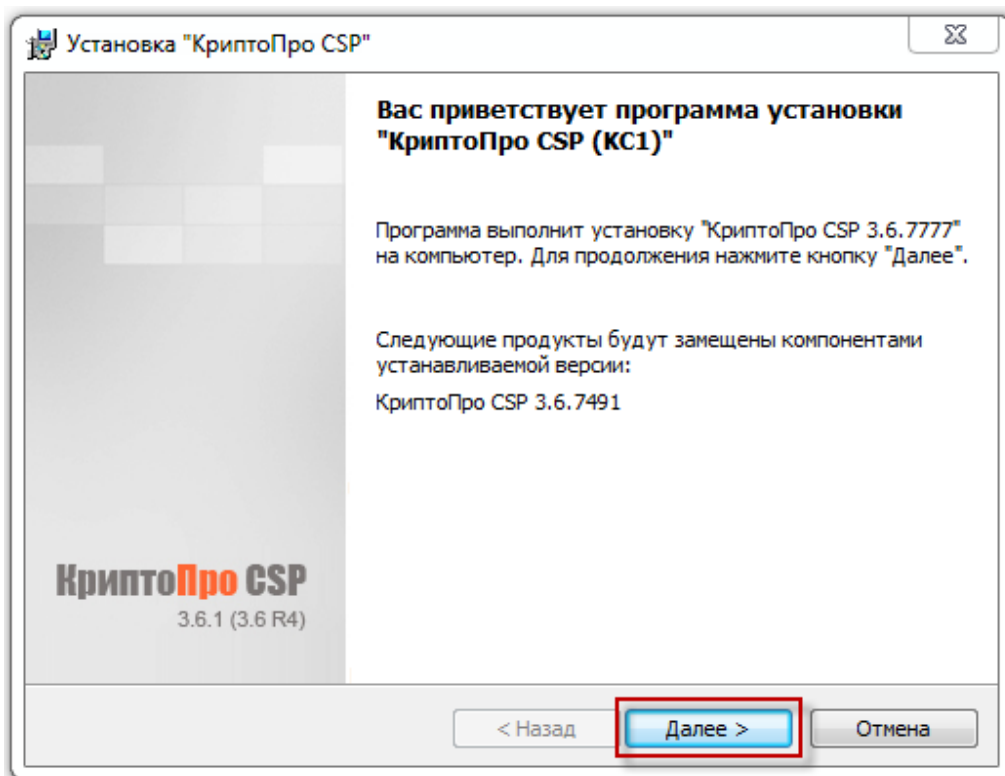 Установка "КриптоПро CSP"
Вас приветствует программа установки
"КриптоПро CSP (КС1)"
Программа выполнит установку "КриптоПро CSP 3.6.7777"
на компьютер. Для продолжения нажмите кнопку "Далее".
Следующие продукты будут замещены компонентами
устанавливаемой версии:
КриптоПро CSP 3.6.7491
КриптоПро CSP
3.6.1 (3.6 R4)
< Назад
Далее >
Отмена